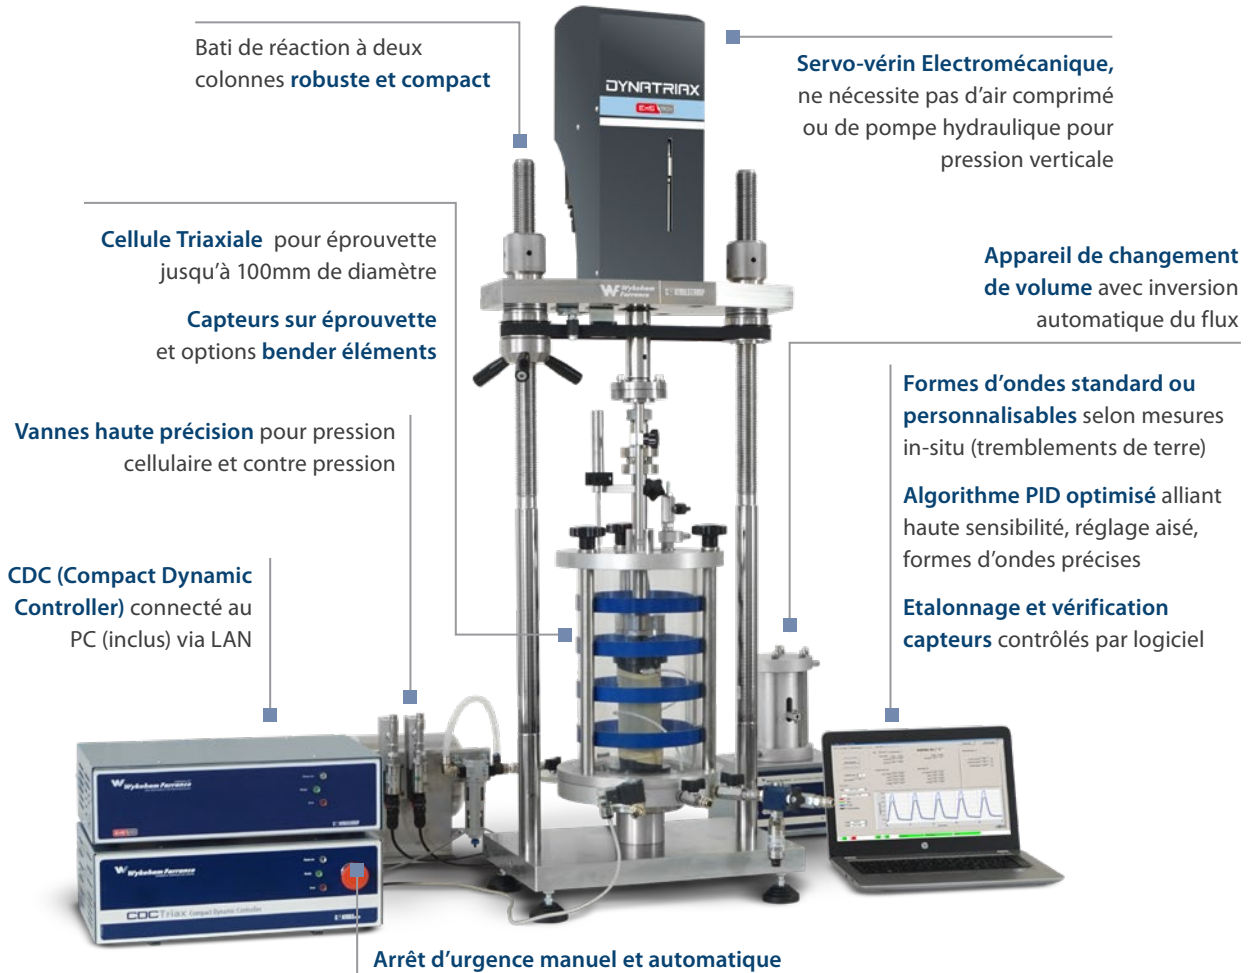 Bati de réaction à deux
colonnes robuste et compact
DYNATRIAX
Servo-vérin Electromécanique,
ne nécessite pas d’air comprimé
ou de pompe hydraulique pour
pression verticale
Cellule Triaxiale pour éprouvette
jusqu’à 100mm de diamètre
Capteurs sur éprouvette
et options bender éléments
Wykeham
Farrance
Appareil de changement
de volume avec inversion
automatique du flux
Vannes haute précision pour pression
cellulaire et contre pression
Formes d’ondes standard ou
personnalisables selon mesures
in-situ (tremblements de terre)
Algorithme PID optimisé alliant
haute sensibilité, réglage aisé,
formes d’ondes précises
Etalonnage et vérification
capteurs contrôlés par logiciel
CDC (Compact Dynamic
Controller) connecté au
PC (inclus) via LAN
Wykeham Farrance
Wykeham Farrance
CDCTriax Compact Dynamic Controller
hp
Arrêt d’urgence manuel et automatique